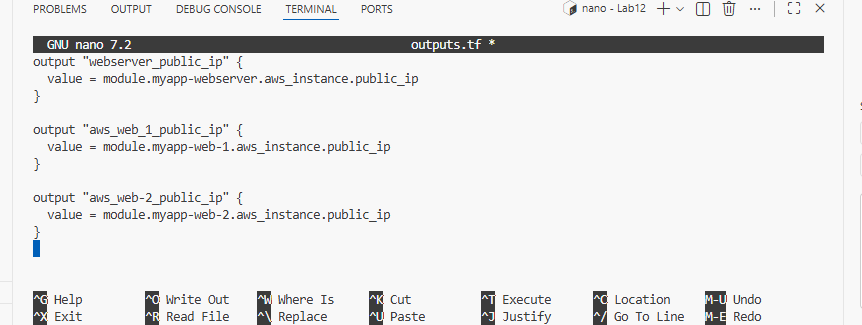 PROBLEMS OUTPUT DEBUG CONSOLE TERMINAL PORTS nano - Lab12
GNU nano 7.2 outputs.tf *
output "webserver_public_ip" {
  value = module.myapp-webserver.aws_instance.public_ip
}

output "aws_web_1_public_ip" {
  value = module.myapp-web-1.aws_instance.public_ip
}

output "aws_web-2_public_ip" {
  value = module.myapp-web-2.aws_instance.public_ip
}

^G Help ^O Write Out ^W Where Is ^K Cut ^T Execute ^C Location M-U Undo
^X Exit ^R Read File ^\ Replace ^U Paste ^J Justify ^/ Go To Line M-E Redo